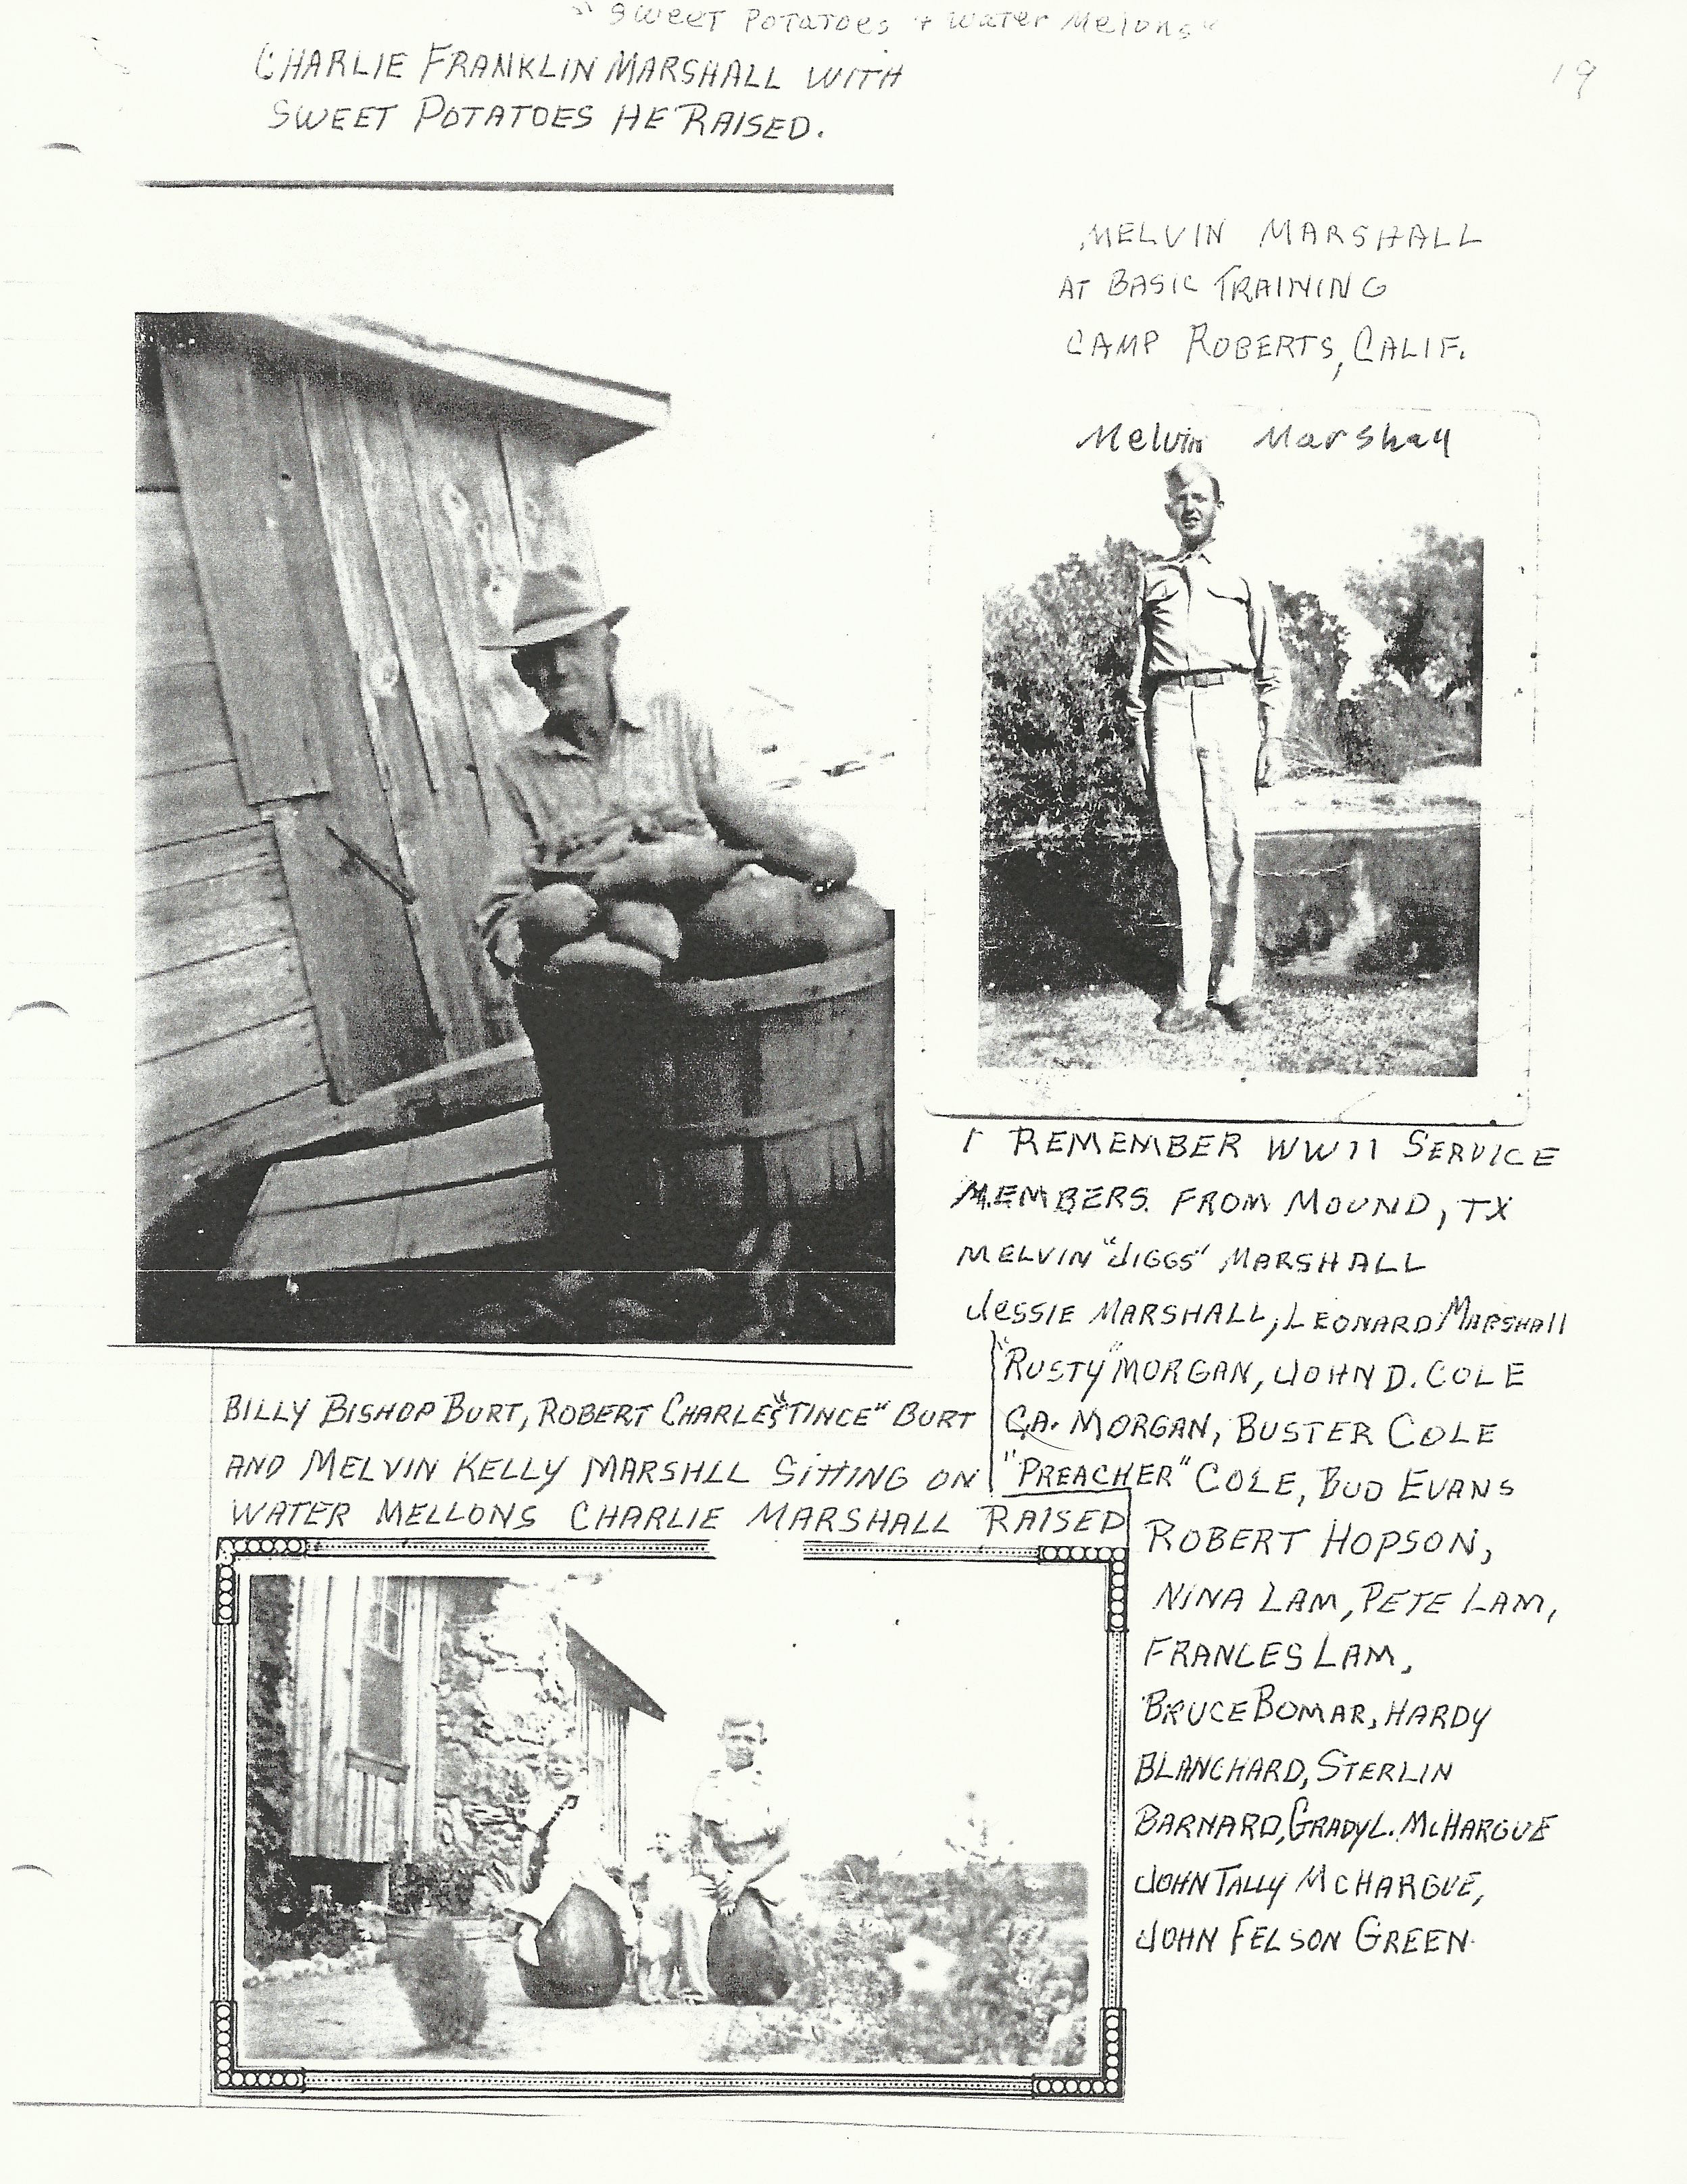 "Sweet Potatoes + Water Melons"
19
CHARLIE FRANKLIN MARSHALL WITH
SWEET POTATOES HE RAISED.
MELVIN MARSHALL
AT BASIC TRAINING
CAMP ROBERTS, CALIF.
Melvin Marshall
I REMEMBER WW11 SERVICE
MEMBERS FROM MOUND, TX
MELVIN "JIGGS" MARSHALL
JESSIE MARSHALL, LEONARD MARSHAll
"RUSTY" MORGAN, JOHN D. COLE
C.A. MORGAN, BUSTER COLE
"PREACHER" COLE, BUD EVANS
ROBERT HOPSON,
NINA LAM, PETE LAM,
FRANCES LAM,
BRUCE BOMAR, HARDY
BLANCHARD, STERLIN
BARNARD, GRADY L. McHARGUE
JOHN TALLY McHARGUE,
JOHN FELSON GREEN
BILLY BISHOP BURT, ROBERT CHARLES "TINCE" BURT
AND MELVIN KELLY MARSHLL SITTING ON
WATER MELLONS CHARLIE MARSHALL RAISED